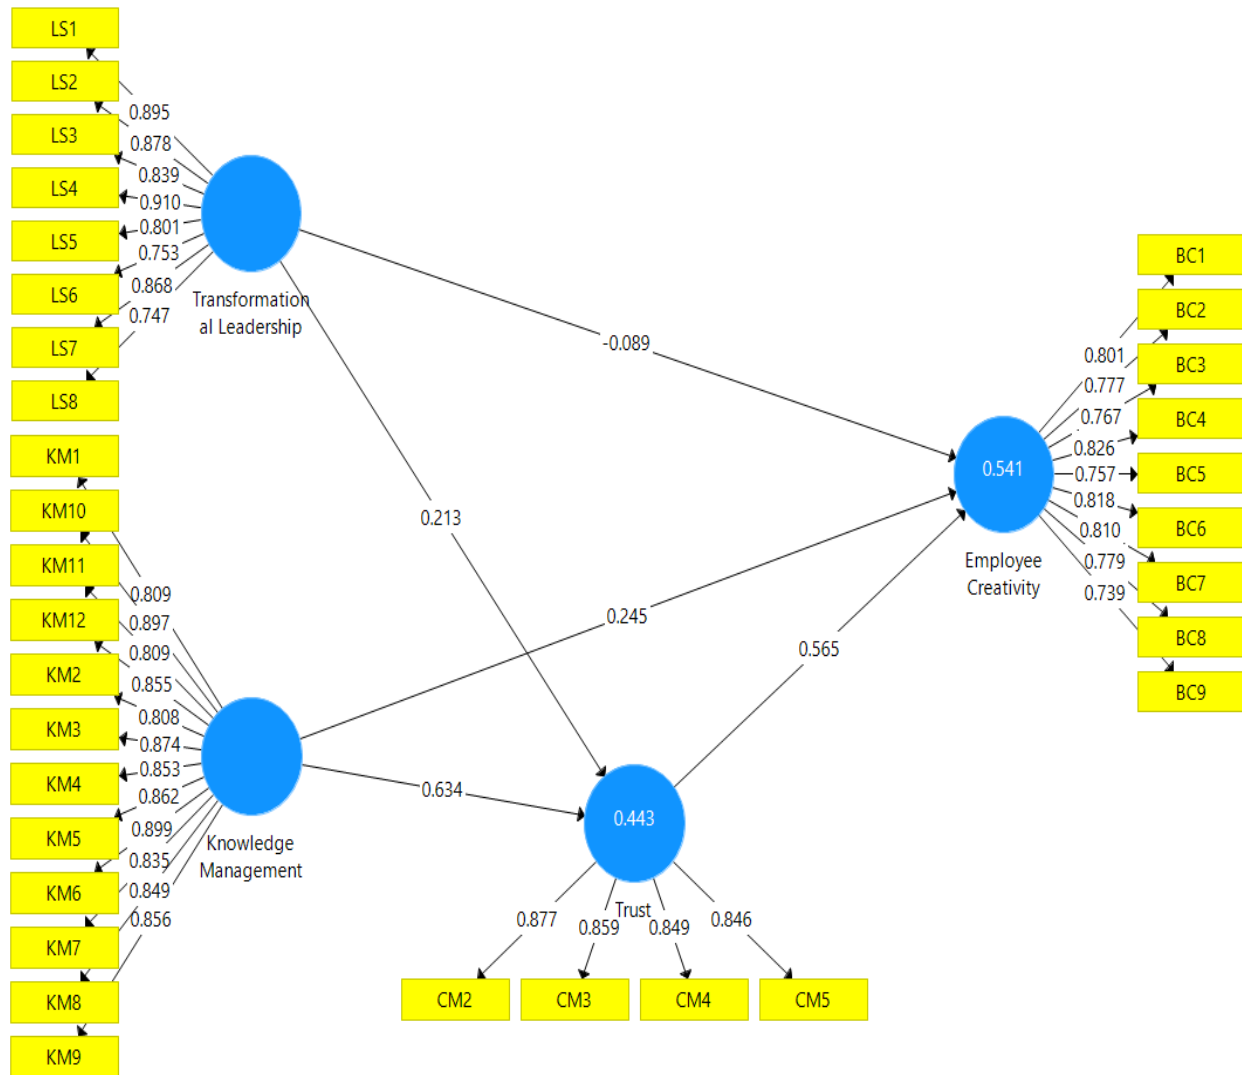 LS1
LS2
LS3
LS4
LS5
LS6
LS7
LS8
0.895
0.878
0.839
0.910
0.801
0.753
0.868
0.747
Transformation
al Leadership
KM1
KM10
KM11
KM12
KM2
KM3
KM4
KM5
KM6
KM7
KM8
KM9
0.809
0.897
0.809
0.855
0.808
0.874
0.853
0.862
0.899
0.835
0.849
0.856
Knowledge
Management
-0.089
0.213
0.245
0.634
0.565
0.443
Trust
0.877
0.859
0.849
0.846
CM2
CM3
CM4
CM5
0.541
Employee
Creativity
0.801
0.777
0.767
0.826
0.757
0.818
0.810
0.779
0.739
BC1
BC2
BC3
BC4
BC5
BC6
BC7
BC8
BC9